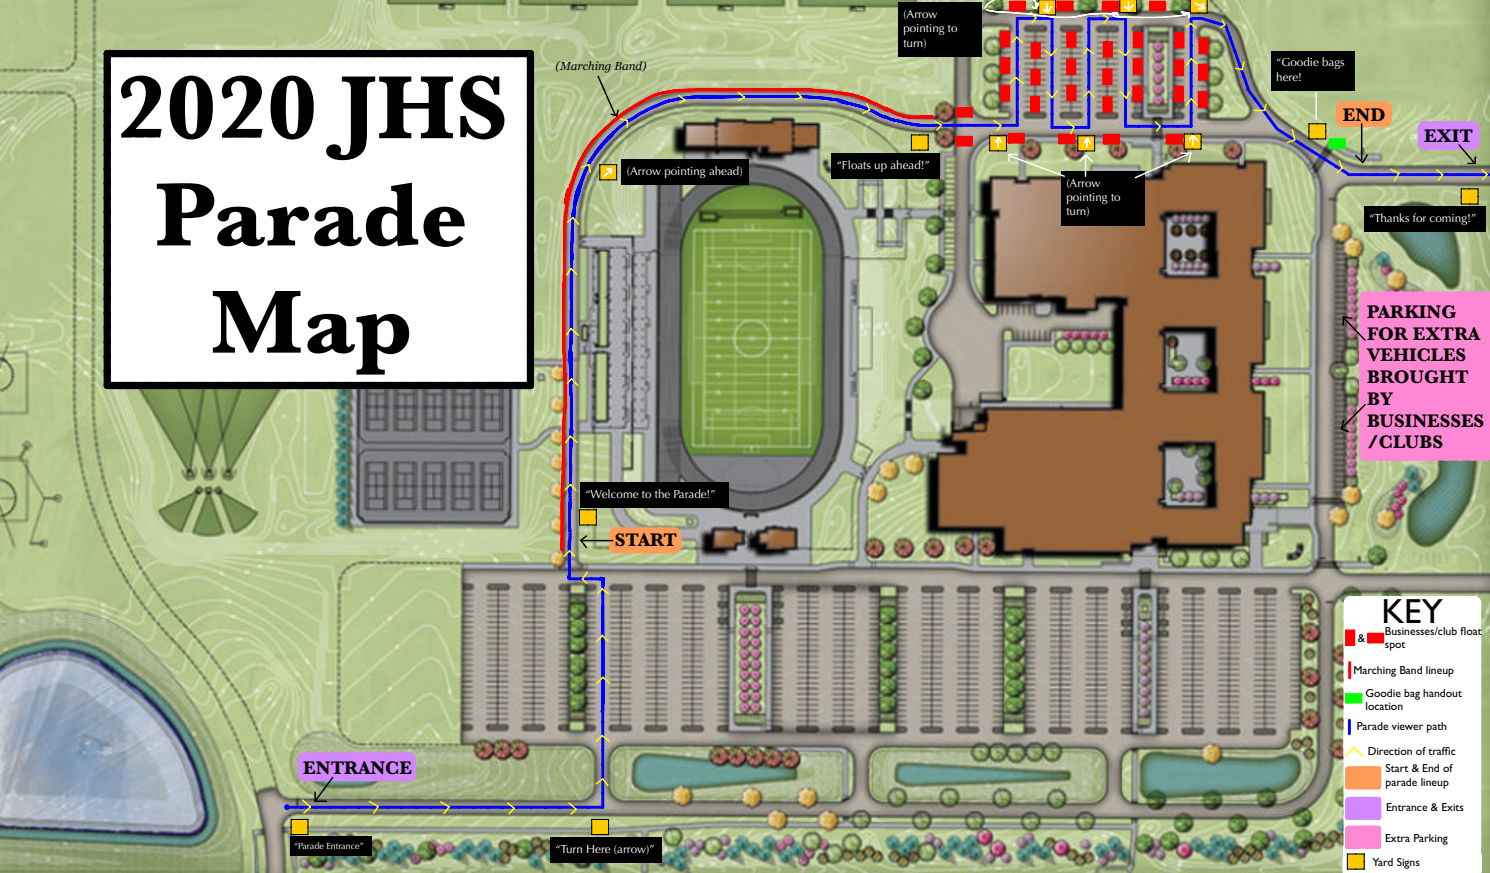 2020 JHS
Parade
Map
(Marching Band)
(Arrow
pointing to
turn)
"Goodie bags
here!
END
EXIT
(Arrow pointing ahead)
"Floats up ahead!"
(Arrow
pointing to
turn)
"Thanks for coming!"
PARKING
FOR EXTRA
VEHICLES
BROUGHT
BY
BUSINESSES
/CLUBS
"Welcome to the Parade!"
START
ENTRANCE
"Parade Entrance"
"Turn Here (arrow)"
KEY
& Businesses/club float
spot
Marching Band lineup
Goodie bag handout
location
Parade viewer path
Direction of traffic
Start & End of
parade lineup
Entrance & Exits
Extra Parking
Yard Signs